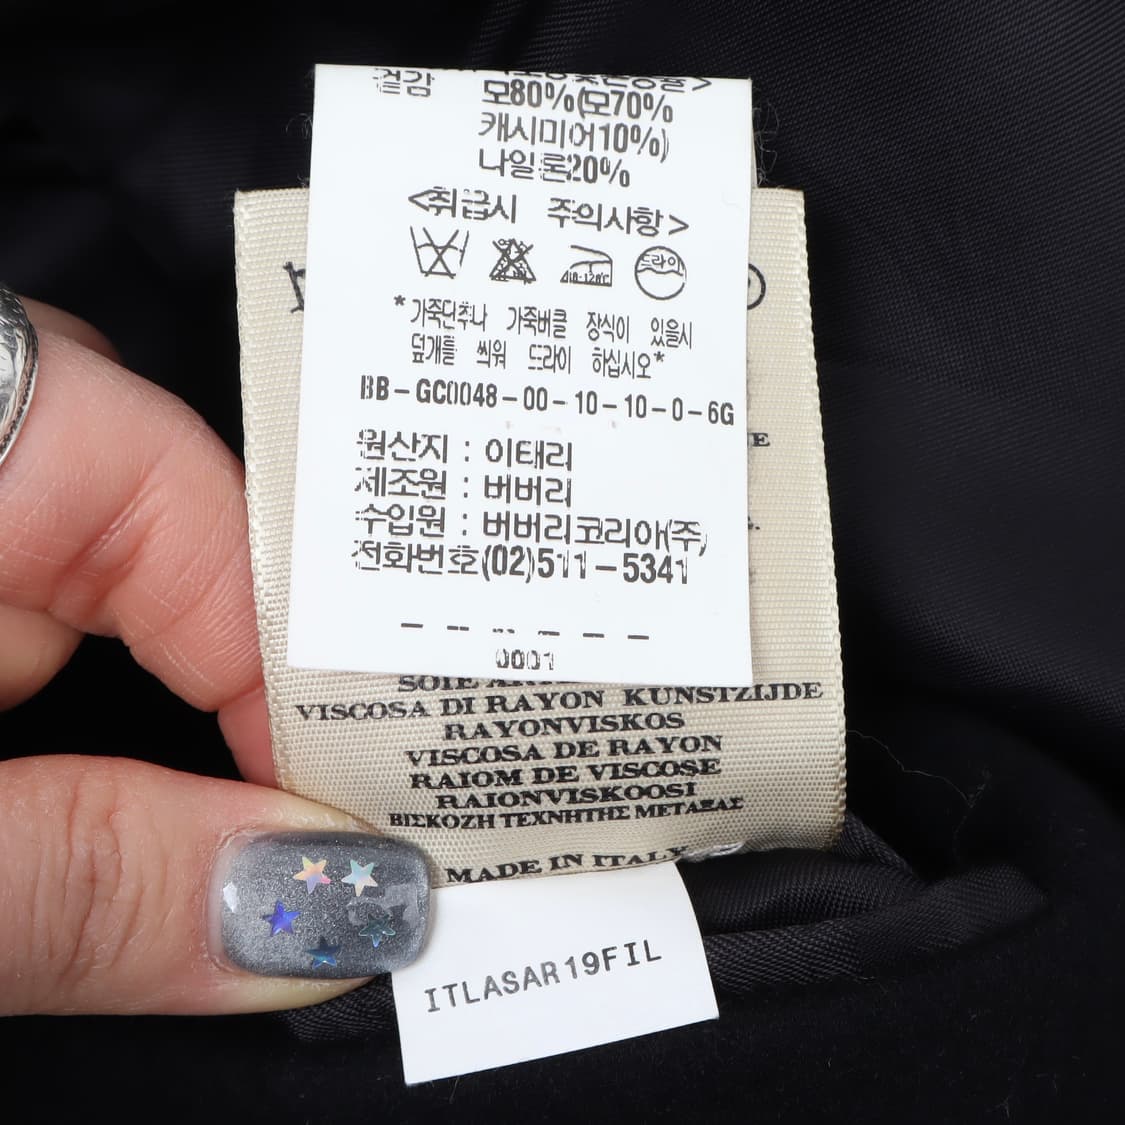 겉감 모80%(모70%
캐시미어10%)
나일론20%
<취급시 주의사항>
드라이
*가죽단추나 가죽버클 장식이 있을시
덮개를 씌워 드라이 하십시오*
BB-GC0048-00-10-10-0-6G
원산지 : 이태리
제조원 : 버버리
수입원 : 버버리코리아(주)
전화번호(02)511-5341
0001
SOIE
VISCOSA DI RAYON KUNSTZIJDE
RAYONVISKOS
VISCOSA DE RAYON
RAIOM DE VISCOSE
RAIONVISKOOSI
ΒΙΣΚΟΖΗ ΤΕΧΝΗΤΗΣ ΜΕΤΑΞΑΣ
MADE IN ITALY
ITLASAR19FIL